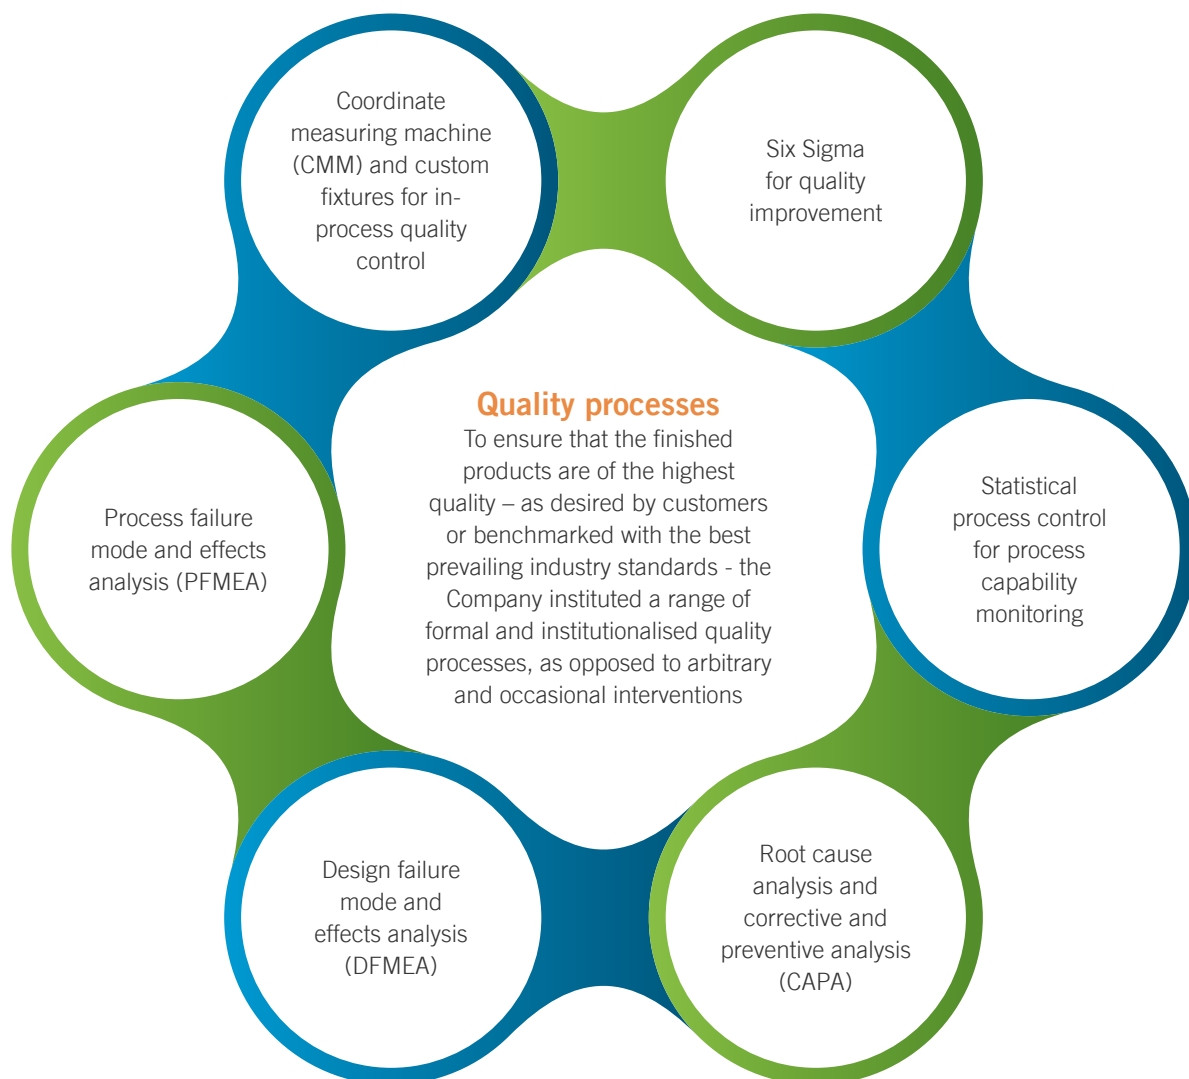 Coordinate
measuring machine
(CMM) and custom
fixtures for in-
process quality
control
Six Sigma
for quality
improvement
Quality processes
To ensure that the finished
products are of the highest
quality – as desired by customers
or benchmarked with the best
prevailing industry standards - the
Company instituted a range of
formal and institutionalised quality
processes, as opposed to arbitrary
and occasional interventions
Process failure
mode and effects
analysis (PFMEA)
Statistical
process control
for process
capability
monitoring
Design failure
mode and
effects analysis
(DFMEA)
Root cause
analysis and
corrective and
preventive analysis
(CAPA)